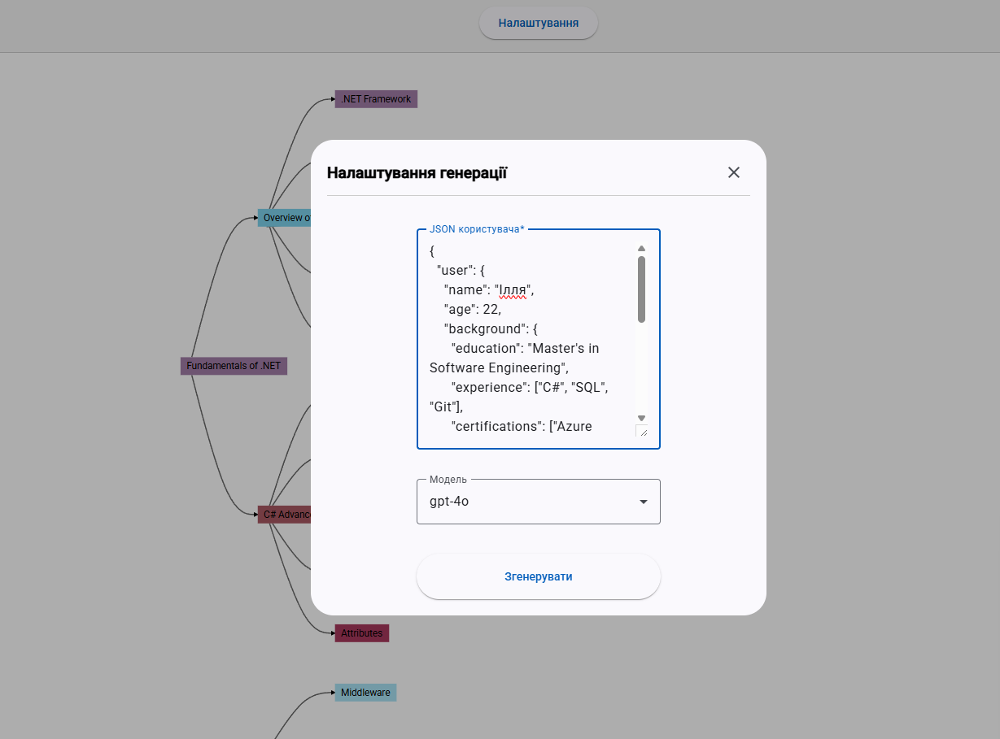 Налаштування
.NET Framework
Налаштування генерації
JSON користувача*
{
"user": {
"name": "Ілля",
"age": 22,
"background": {
"education": "Master's in
Software Engineering",
"experience": ["C#", "SQL",
"Git"],
"certifications": ["Azure
Overview
Fundamentals of .NET
Модель
gpt-4o
C# Advanc
Згенерувати
Attributes
Middleware